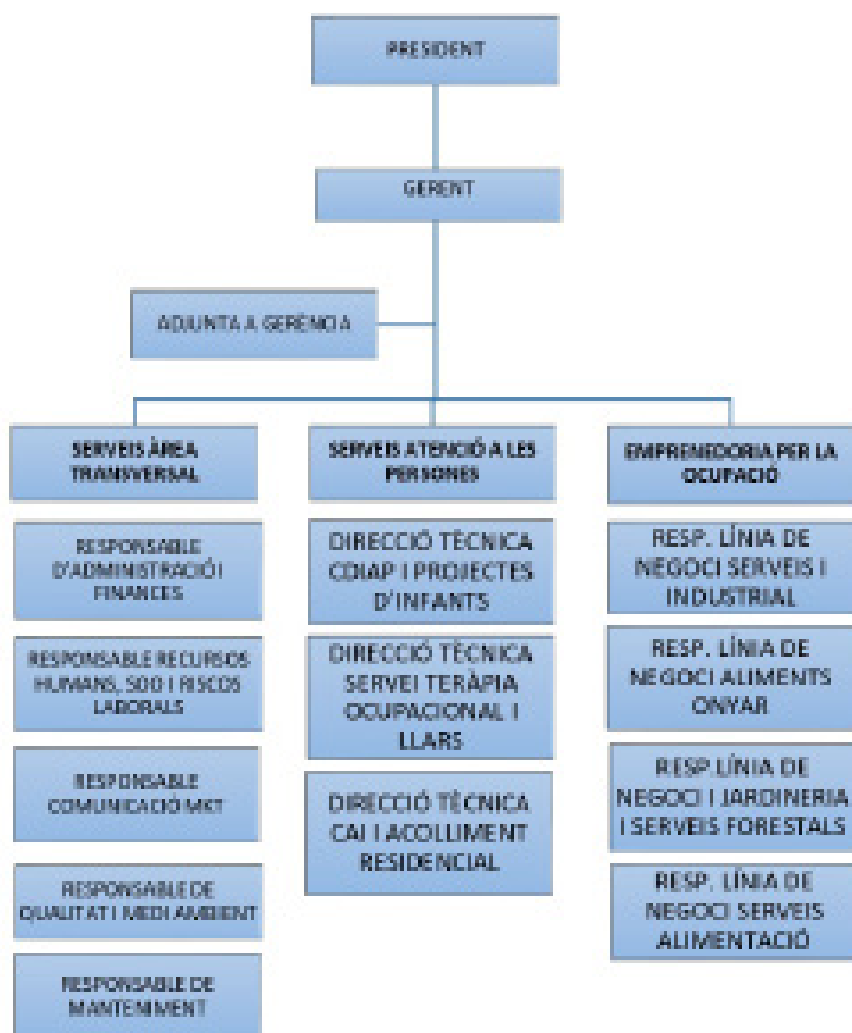 PRESIDENT
GERENT
ADJUNTA A GERÈNCIA
SERVEIS ÀREA
TRANSVERSAL
RESPONSABLE
D'ADMINISTRACIÓ I
FINANCES
RESPONSABLE RECURSOS
HUMANS, I RISCOS
LABORALS
RESPONSABLE
COMUNICACIÓ MKT
RESPONSABLE DE
QUALITAT I MEDI AMBIENT
RESPONSABLE DE
MANTENIMENT
SERVEIS ATENCIÓ A LES
PERSONES
DIRECCIÓ TÈCNICA
CDIAP I PROJECTES
D'INFANTS
DIRECCIÓ TÈCNICA
SERVEI TERÀPIA
OCUPACIONAL I
LLARS
DIRECCIÓ TÈCNICA
CAI I ACOLLIMENT
RESIDENCIAL
EMPRENEDORIA PER LA
OCUPACIÓ
RESP. LÍNIA DE
NEGOCI SERVEIS I
INDUSTRIAL
RESP. LÍNIA DE
NEGOCI ALIMENTS
ONYAR
RESP.LÍNIA DE
NEGOCI I JARDINERIA
I SERVEIS FORESTALS
RESP. LÍNIA DE
NEGOCI SERVEIS
ALIMENTACIÓ